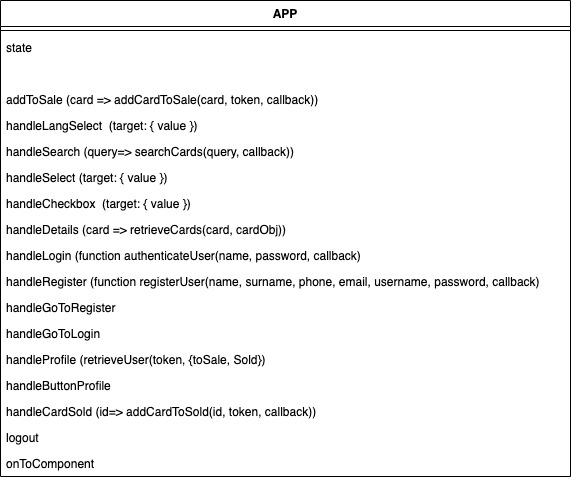 APP
state
addToSale (card => addCardToSale(card, token, callback))
handleLangSelect  (target: { value })
handleSearch (query=> searchCards(query, callback))
handleSelect (target: { value })
handleCheckbox  (target: { value })
handleDetails (card => retrieveCards(card, cardObj))
handleLogin (function authenticateUser(name, password, callback)
handleRegister (function registerUser(name, surname, phone, email, username, password, callback)
handleGoToRegister
handleGoToLogin
handleProfile (retrieveUser(token, {toSale, Sold})
handleButtonProfile
handleCardSold (id=> addCardToSold(id, token, callback))
logout
onToComponent